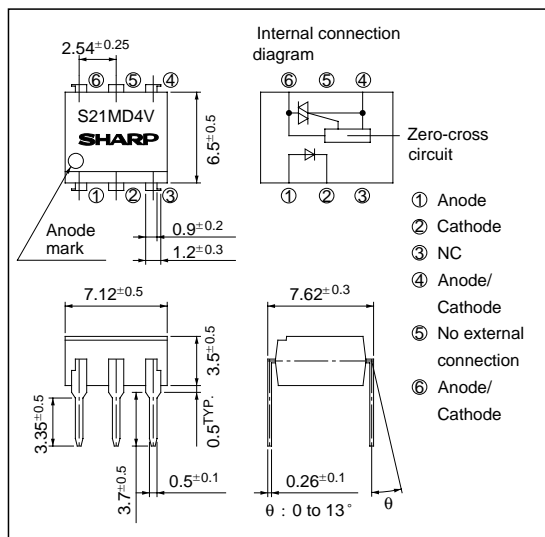 2.54±0.25
Internal connection
diagram
⑥ ⑤ ④
⑥ ⑤ ④
S21MD4V
SHARP
6.5±0.5
Zero-cross
circuit
① ② ③
① ② ③
Anode
mark
0.9±0.2
1.2±0.3
① Anode
② Cathode
③ NC
④ Anode/
Cathode
⑤ No external
connection
⑥ Anode/
Cathode
7.12±0.5
7.62±0.3
3.5±0.5
0.5TYP.
3.35±0.5
3.7±0.5
0.5±0.1
0.26±0.1
θ : 0 to 13°
θ